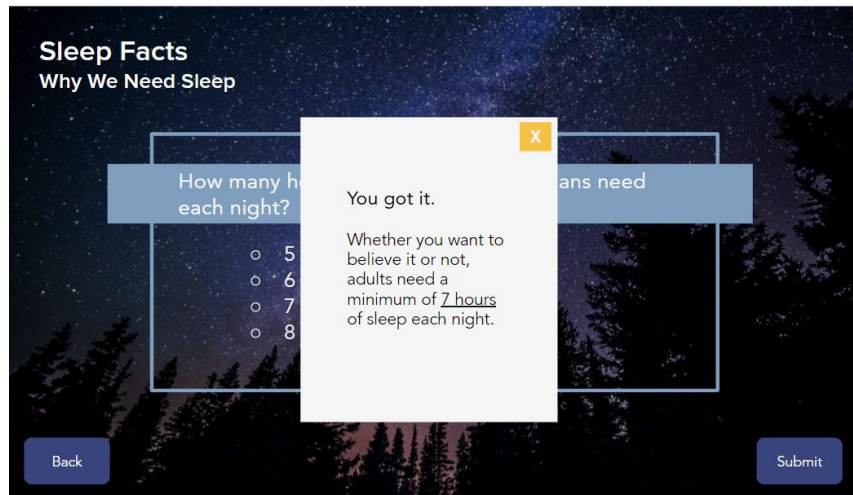 Sleep Facts
Why We Need Sleep
X
How many h
ans need
each night?
You got it.
Whether you want to
believe it or not,
adults need a
minimum of 7 hours
of sleep each night.
5
6
7
8
Back
Submit